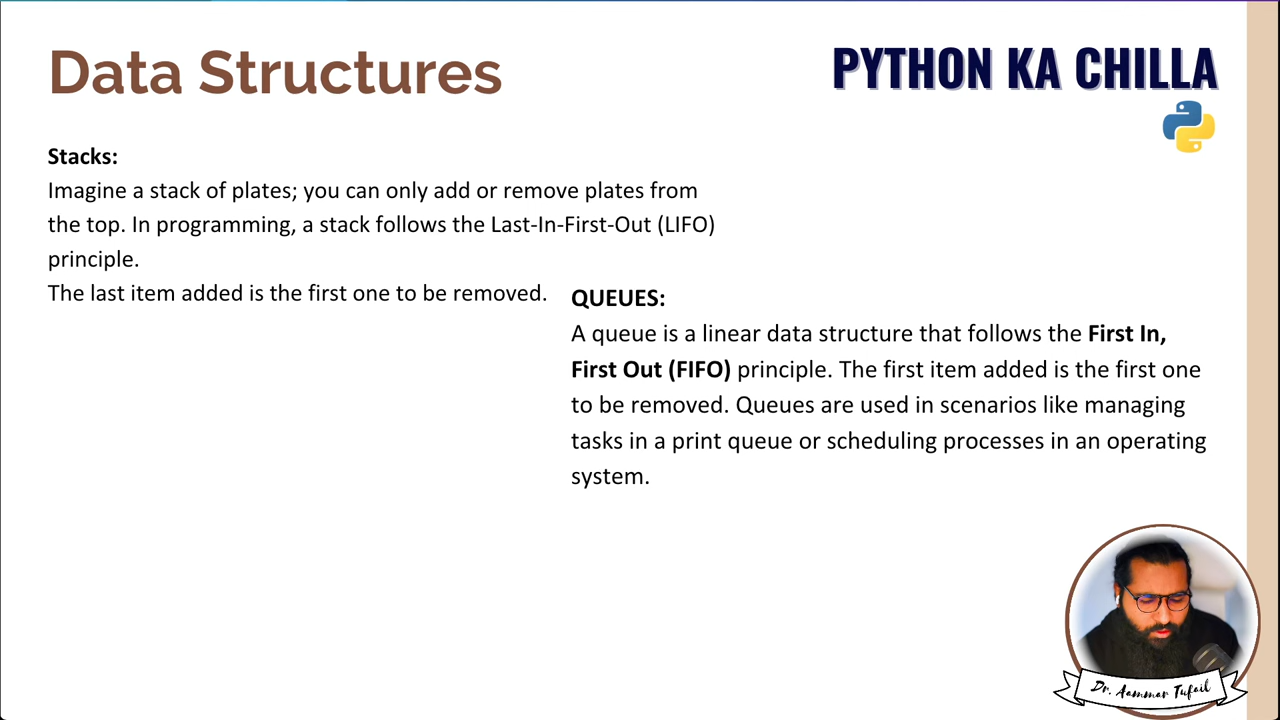 Data Structures
PYTHON KA CHILLA
Stacks:
Imagine a stack of plates; you can only add or remove plates from
the top. In programming, a stack follows the Last-In-First-Out (LIFO)
principle.
The last item added is the first one to be removed.
QUEUES:
A queue is a linear data structure that follows the First In,
First Out (FIFO) principle. The first item added is the first one
to be removed. Queues are used in scenarios like managing
tasks in a print queue or scheduling processes in an operating
system.
Dr. Aammar Tufail